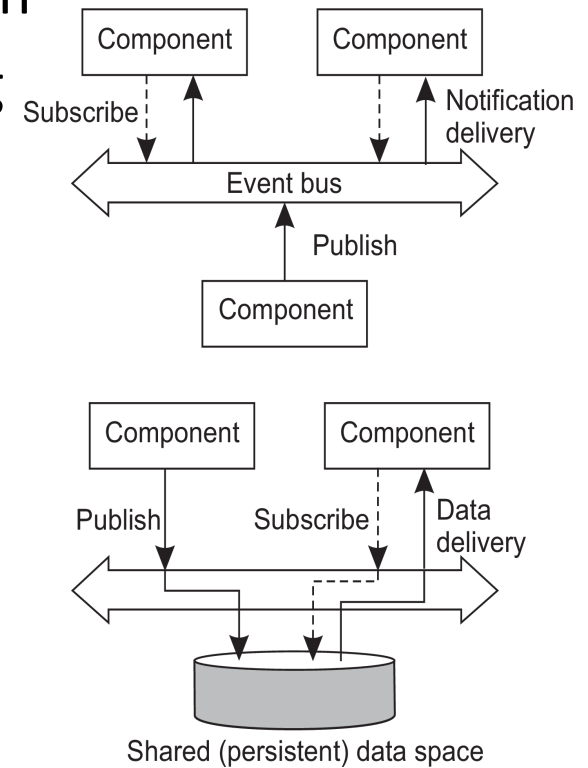 Component
Component
Subscribe
Notification
delivery
Event bus
Publish
Component
Component
Component
Publish
Subscribe
Data
delivery
Shared (persistent) data space